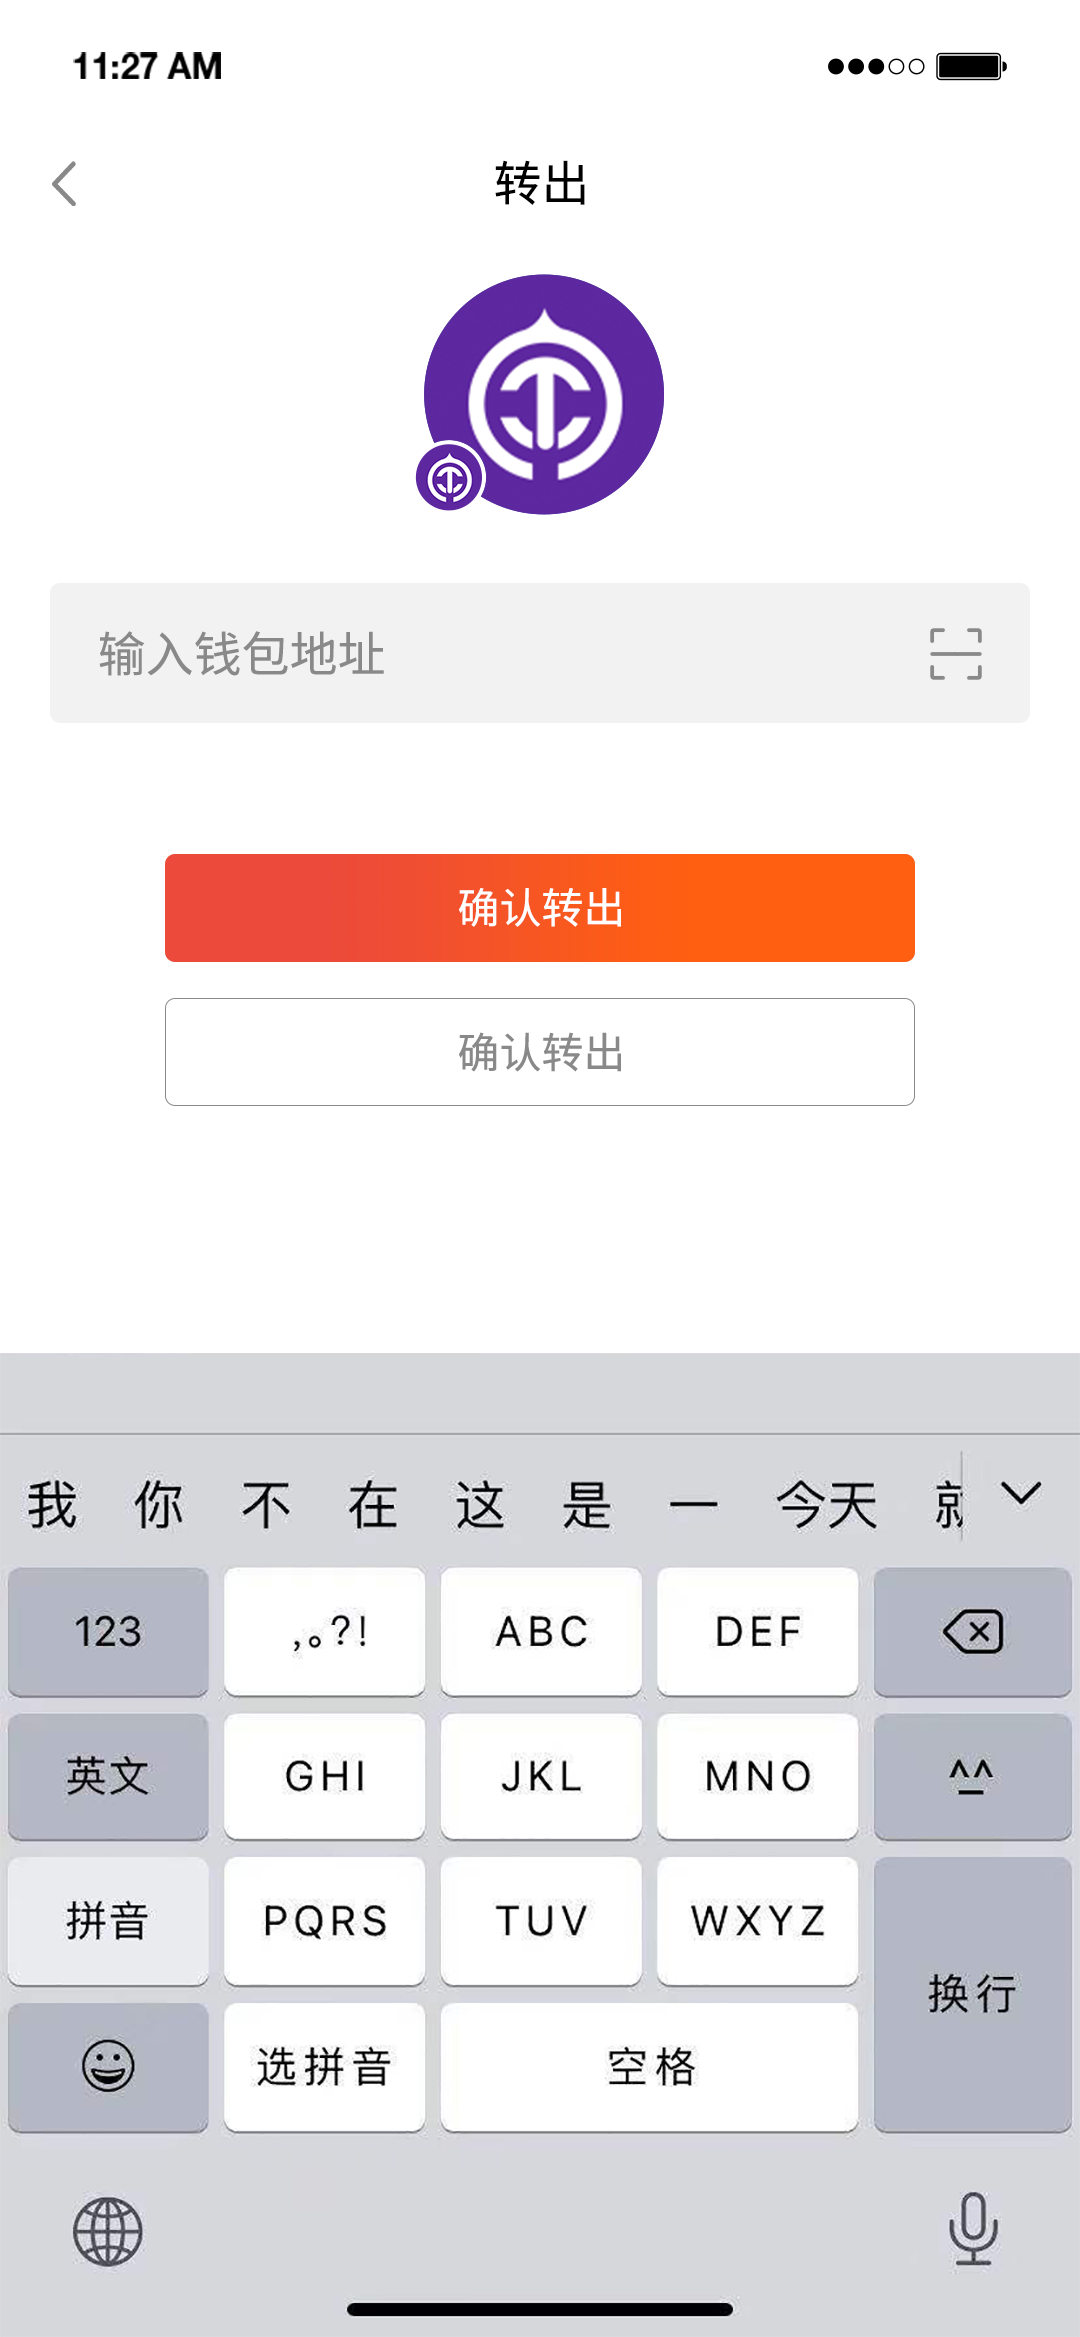 11:27 AM
转出
输入钱包地址
确认转出
确认转出
我 你 不 在 这 是 一 今天 就
123 ,。?! ABC DEF
英文 GHI JKL MNO ^^
拼音 PQRS TUV WXYZ
换行
选拼音 空格